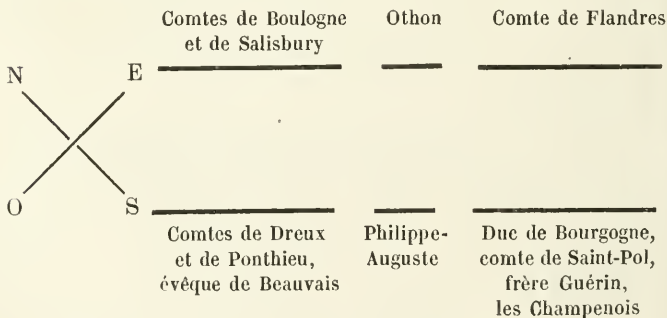 Comtes de Boulogne
et de Salisbury
Othon
Comte de Flandres
N
E
O
S
Comtes de Dreux
et de Ponthieu,
évêque de Beauvais
Philippe-
Auguste
Duc de Bourgogne,
comte de Saint-Pol,
frère Guérin,
les Champenois